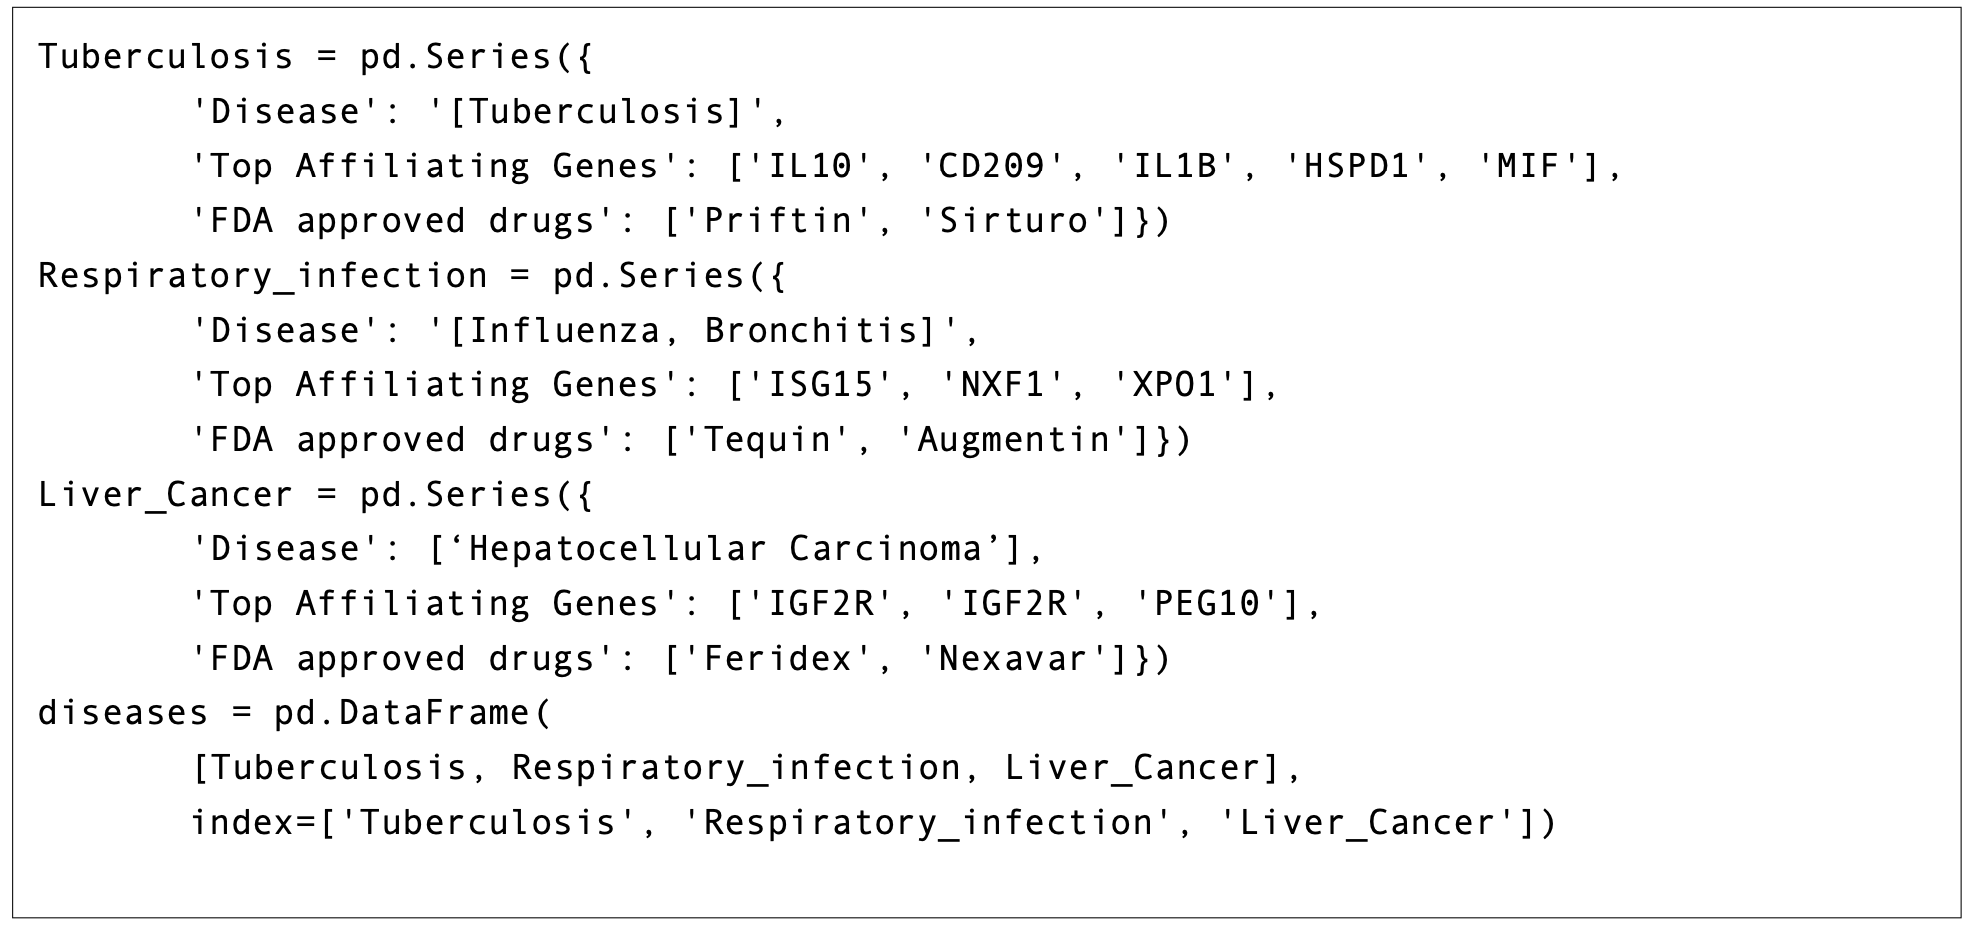 Tuberculosis = pd.Series({
'Disease': '[Tuberculosis]',
'Top Affiliating Genes': ['IL10', 'CD209', 'IL1B', 'HSPD1', 'MIF'],
'FDA approved drugs': ['Priftin', 'Sirturo']})
Respiratory_infection = pd.Series({
'Disease': '[Influenza, Bronchitis]',
'Top Affiliating Genes': ['ISG15', 'NXF1', 'XPO1'],
'FDA approved drugs': ['Tequin', 'Augmentin']})
Liver_Cancer = pd.Series({
'Disease': [‘Hepatocellular Carcinoma’],
'Top Affiliating Genes': ['IGF2R', 'IGF2R', 'PEG10'],
'FDA approved drugs': ['Feridex', 'Nexavar']})
diseases = pd.DataFrame(
[Tuberculosis, Respiratory_infection, Liver_Cancer],
index=['Tuberculosis', 'Respiratory_infection', 'Liver_Cancer'])